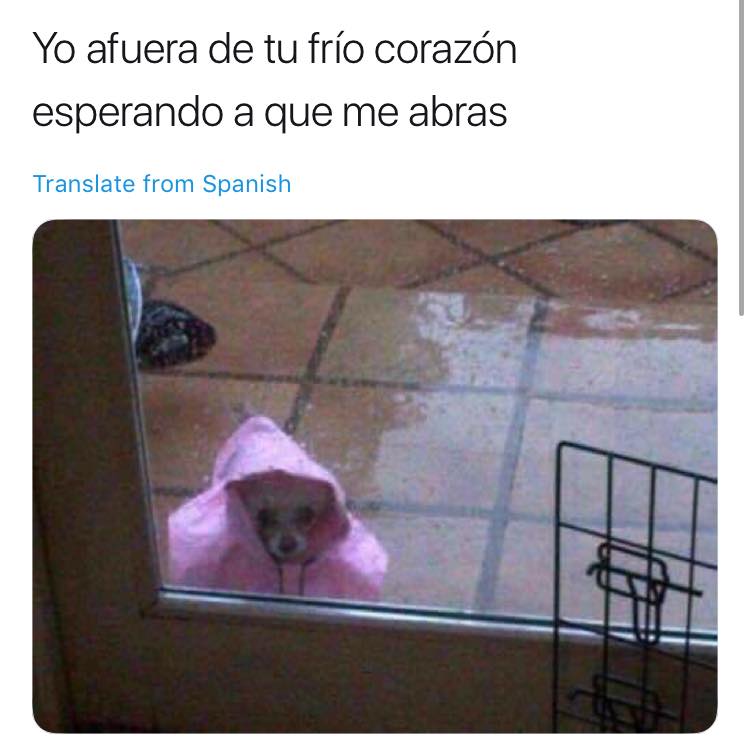 Yo afuera de tu frío corazón
esperando a que me abras
Translate from Spanish